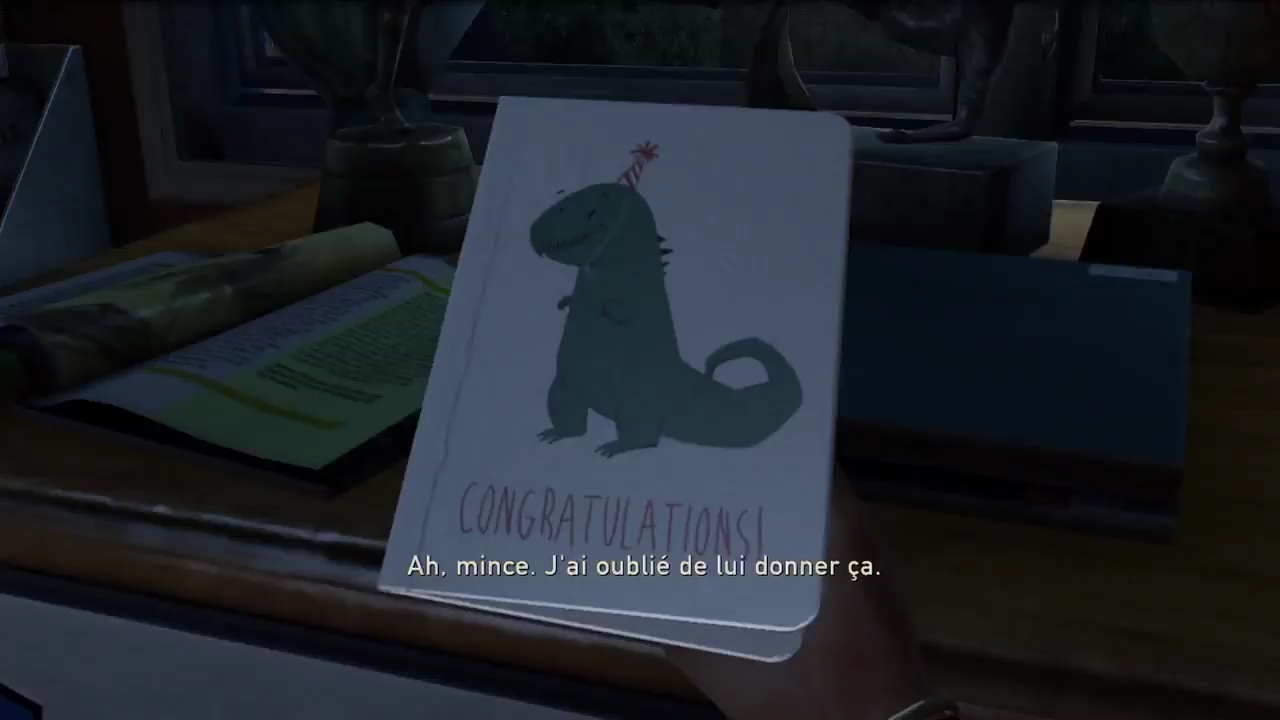 CONGRATULATIONS!
Ah, mince. J'ai oublié de lui donner ça.